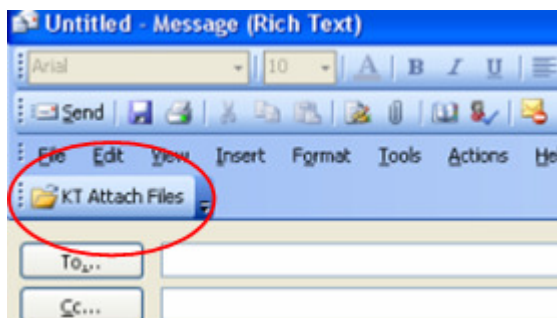 Untitled - Message (Rich Text)
Arial 10 A B I U
Send
File Edit View Insert Format Tools Actions He
KT Attach Files
To...
Cc...